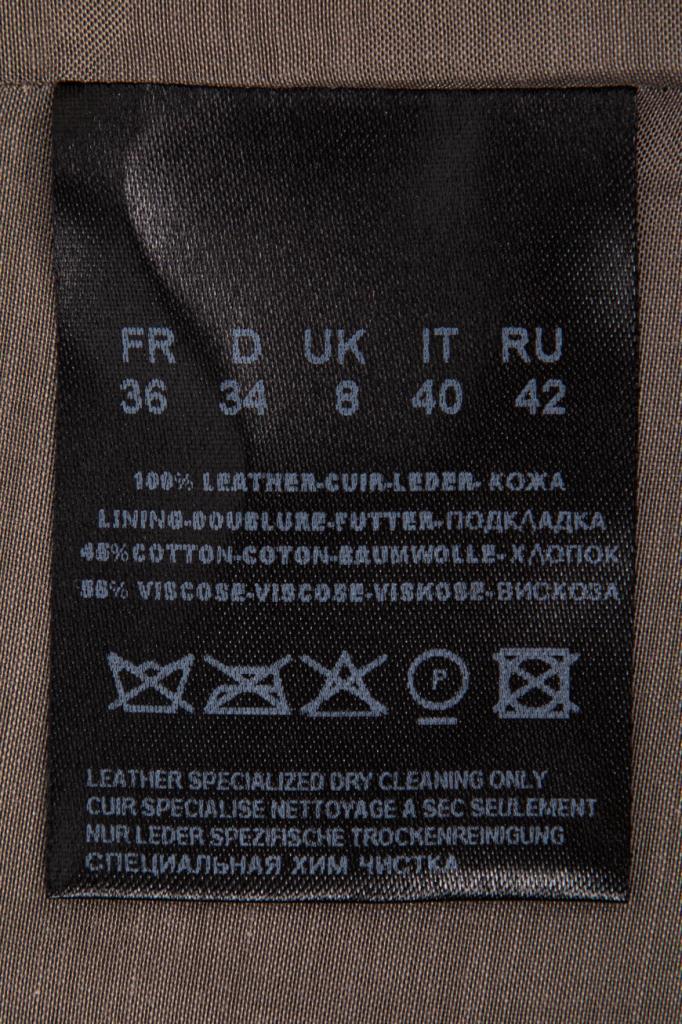 FR D UK IT RU
36 34 8 40 42
100% LEATHER-CUIR-LEDER- КОЖА
LINING-DOUBLURE-FUTTER-ПОДКЛАДКА
45%COTTON-COTON-BAUMWOLLE-ХЛОПОК
55% VISCOSE-VISCOSE-VISKOSE-ВИСКОЗА
P
LEATHER SPECIALIZED DRY CLEANING ONLY
CUIR SPECIALISE NETTOYAGE A SEC SEULEMENT
NUR LEDER SPEZIFISCHE TROCKENREINIGUNG
СПЕЦИАЛЬНАЯ ХИМ ЧИСТКА